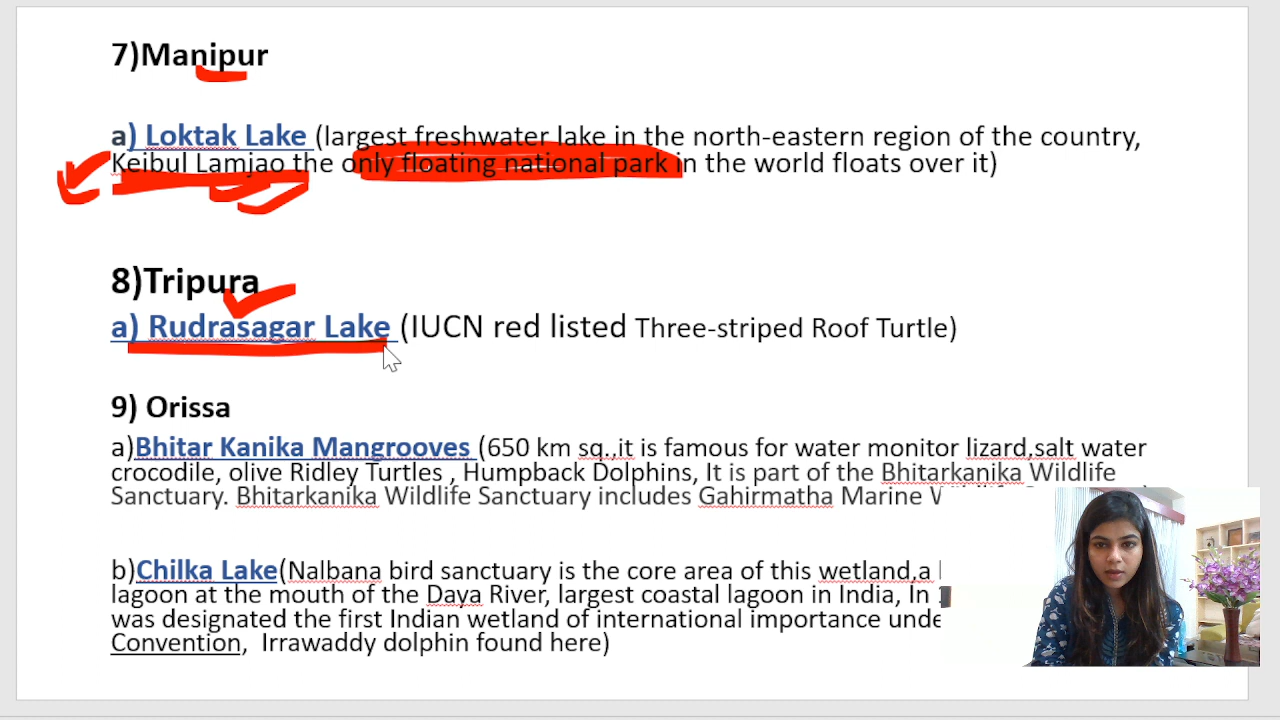 7)Manipur
a) Loktak Lake (largest freshwater lake in the north-eastern region of the country,
Keibul Lamjao the only floating national park in the world floats over it)
8)Tripura
a) Rudrasagar Lake (IUCN red listed Three-striped Roof Turtle)
9) Orissa
a)Bhitar Kanika Mangrooves (650 km sq.,it is famous for water monitor lizard,salt water
crocodile, olive Ridley Turtles , Humpback Dolphins, It is part of the Bhitarkanika Wildlife
Sanctuary. Bhitarkanika Wildlife Sanctuary includes Gahirmatha Marine
b)Chilka Lake(Nalbana bird sanctuary is the core area of this wetland,a
lagoon at the mouth of the Daya River, largest coastal lagoon in India, In
was designated the first Indian wetland of international importance unde
Convention, Irrawaddy dolphin found here)